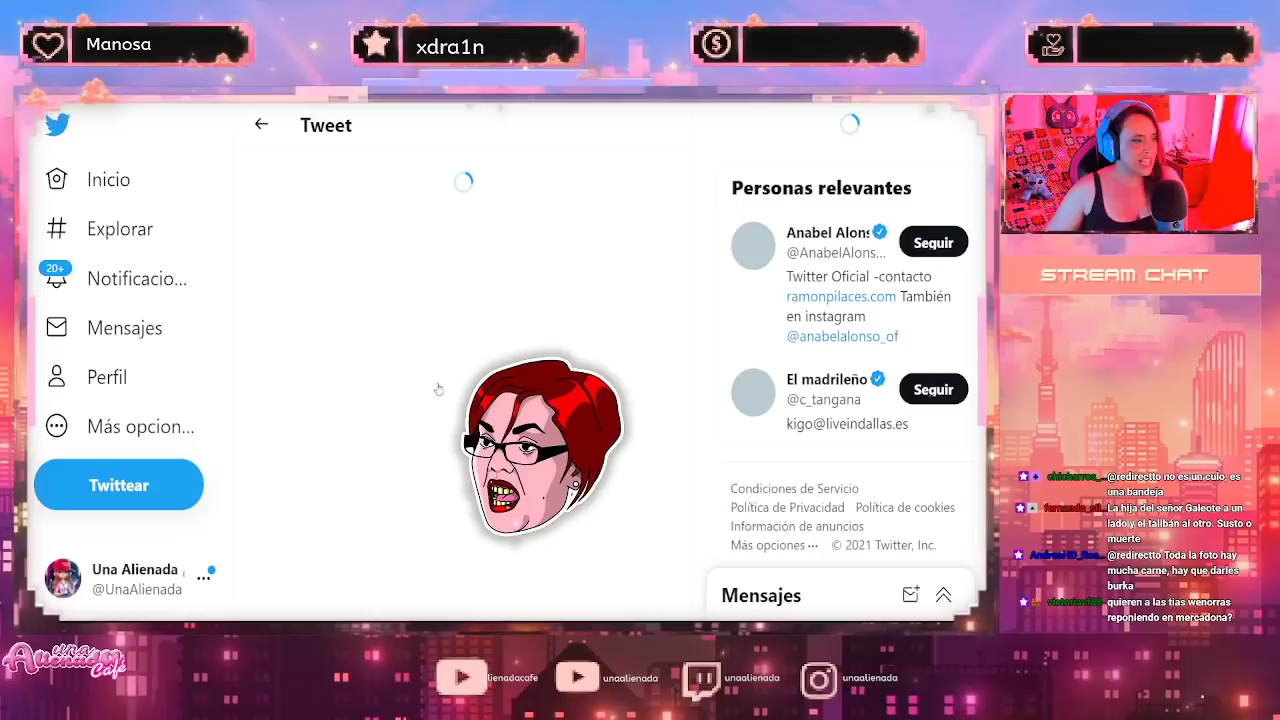 Manosa
xdra1n
Tweet
Inicio
Explorar
20+
Notificacio...
Mensajes
Perfil
Más opcion...
Twittear
Una Alienada
@UnaAlienada
Personas relevantes
Anabel Alons
@AnabelAlons...
Seguir
Twitter Oficial -contacto
ramonpilaces.com También
en instagram
@anabelalonso_of
El madrileño
@c_tangana
Seguir
kigo@liveindallas.es
Condiciones de Servicio
Política de Privacidad Política de cookies
Información de anuncios
Más opciones ··· © 2021 Twitter, Inc.
Mensajes
STREAM CHAT
@redirectto no es un culo, es
una bandeja
fernanda_sil... La hija del señor Galeote a un
lado y el talibán al otro. Susto o
muerte
@redirectto Toda la foto hay
mucha carne, hay que darles
burka
quieren a las tias wenorras
reponiendo en mercadona?
una
Alienada
Café
lienadacafe
unaalienada
unaalienada
unaalienada